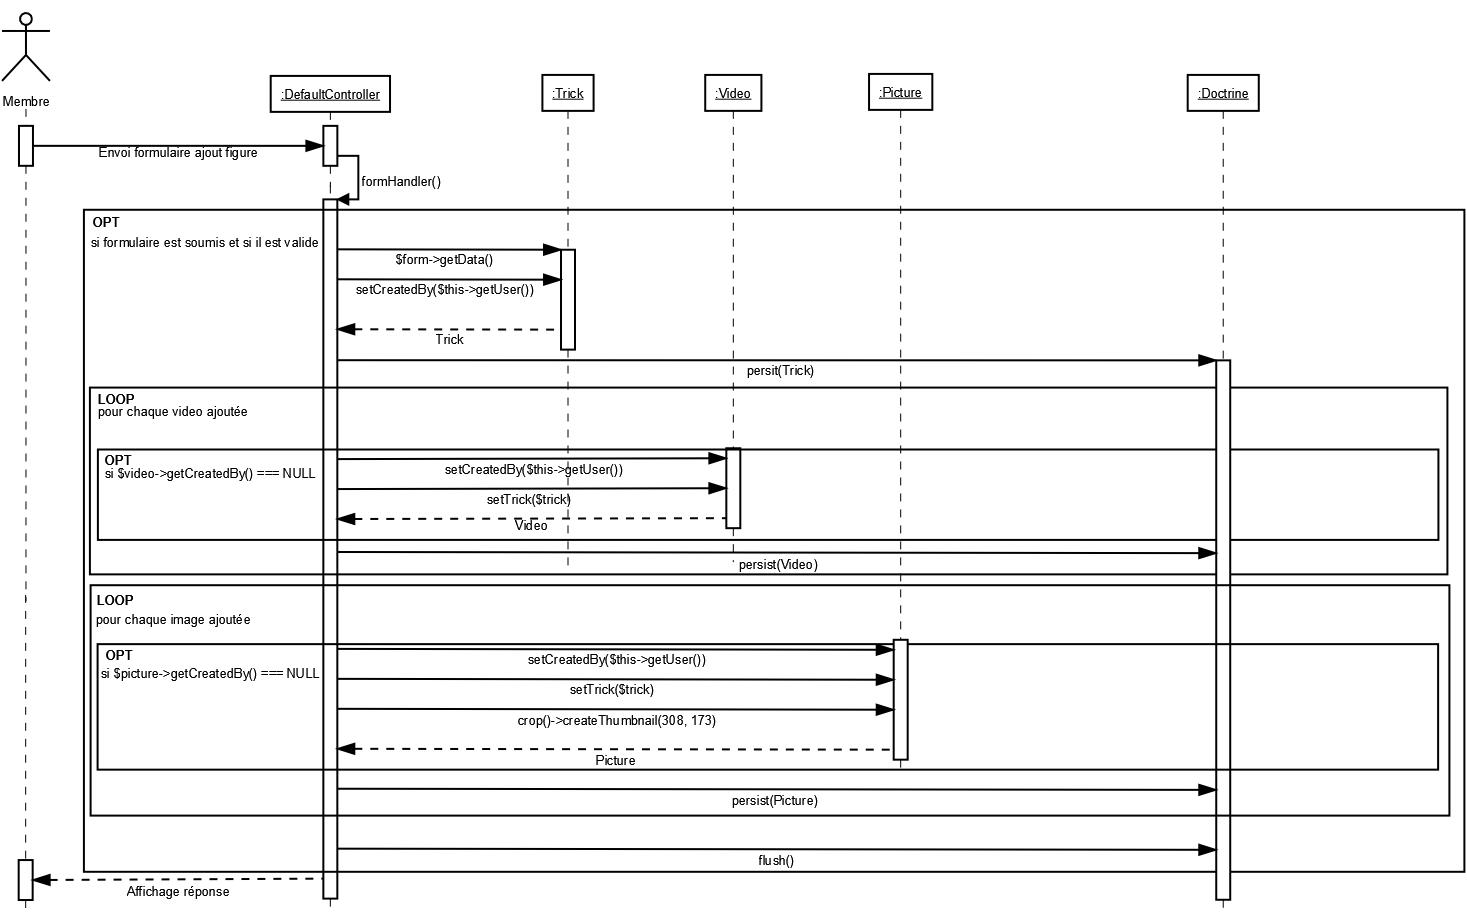 Membre
:DefaultController
:Trick
:Video
:Picture
:Doctrine
Envoi formulaire ajout figure
formHandler()
OPT
si formulaire est soumis et si il est valide
$form->getData()
setCreatedBy($this->getUser())
Trick
persit(Trick)
LOOP
pour chaque video ajoutée
OPT
si $video->getCreatedBy() === NULL
setCreatedBy($this->getUser())
setTrick($trick)
Video
persist(Video)
LOOP
pour chaque image ajoutée
OPT
si $picture->getCreatedBy() === NULL
setCreatedBy($this->getUser())
setTrick($trick)
crop()->createThumbnail(308, 173)
Picture
persist(Picture)
flush()
Affichage réponse